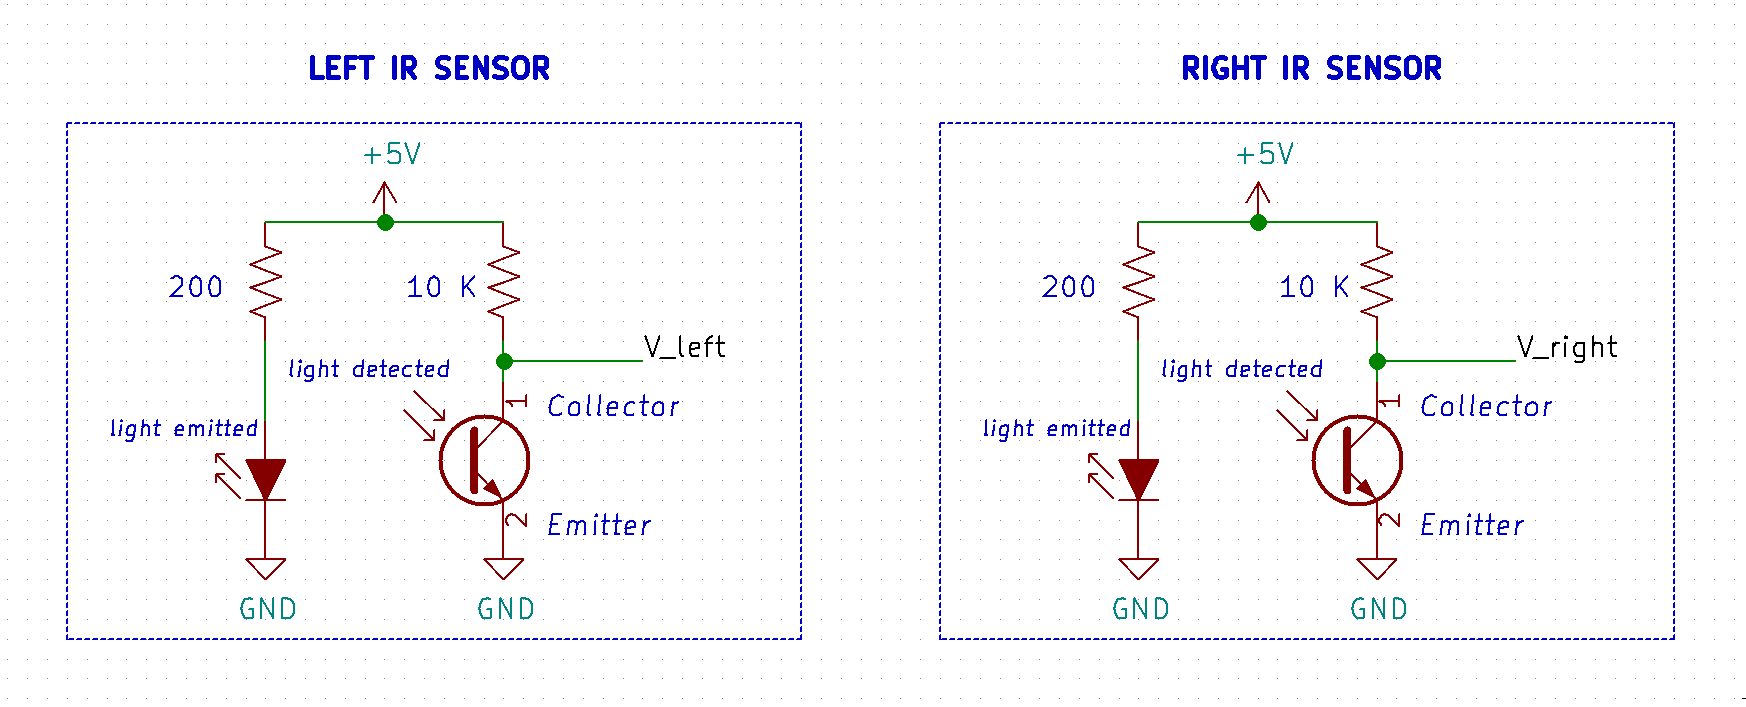 LEFT IR SENSOR
+5V
200
10 K
V_left
light detected
1
Collector
light emitted
2
Emitter
GND
GND
RIGHT IR SENSOR
+5V
200
10 K
V_right
light detected
1
Collector
light emitted
2
Emitter
GND
GND